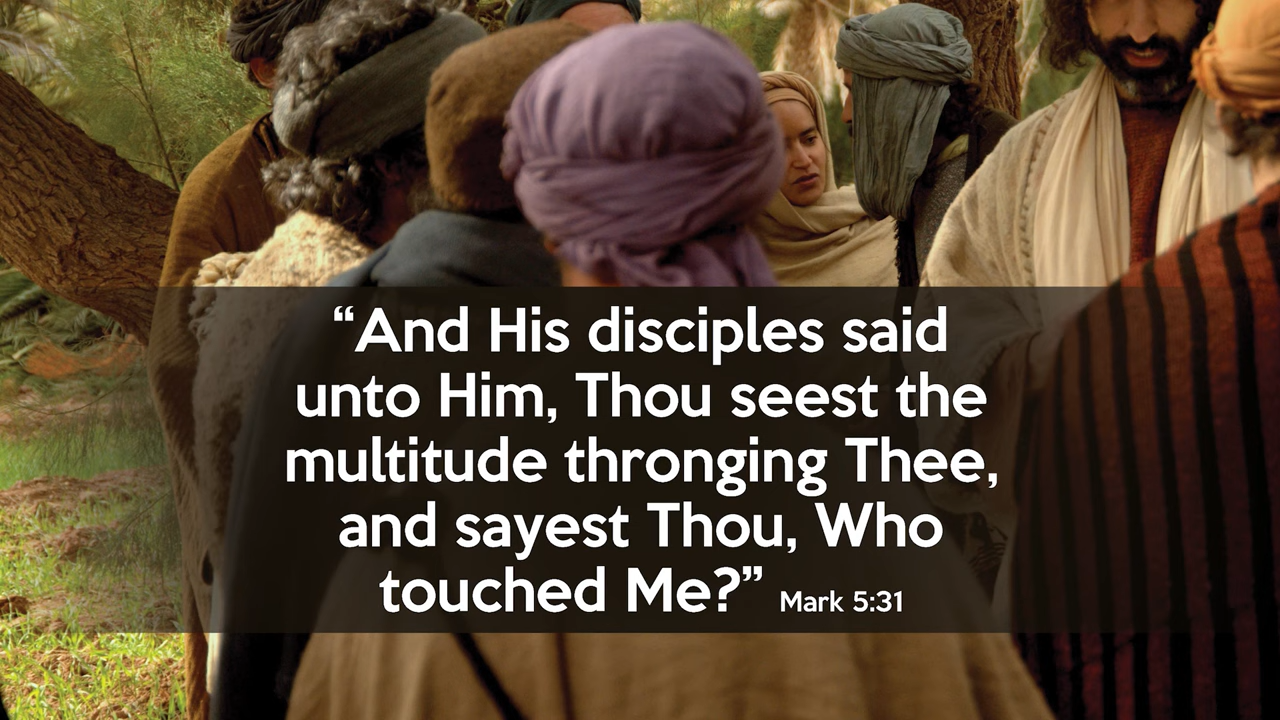 “And His disciples said
unto Him, Thou seest the
multitude thronging Thee,
and sayest Thou, Who
touched Me?” Mark 5:31